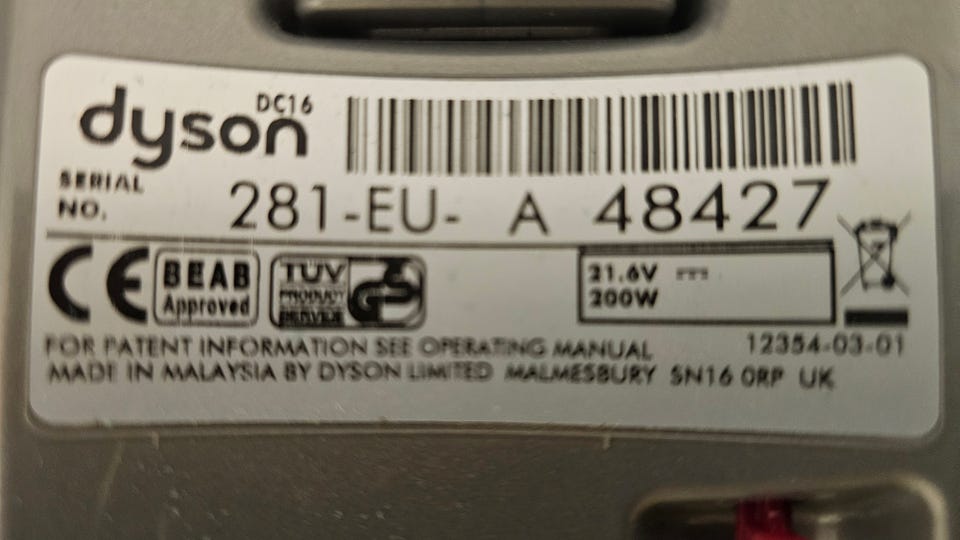 dyson DC16
SERIAL NO. 281-EU- A 48427
CE BEAB Approved TÜV PRODUCT SERVICE GS
21.6V ⎓
200W
FOR PATENT INFORMATION SEE OPERATING MANUAL 12354-03-01
MADE IN MALAYSIA BY DYSON LIMITED MALMESBURY SN16 0RP UK